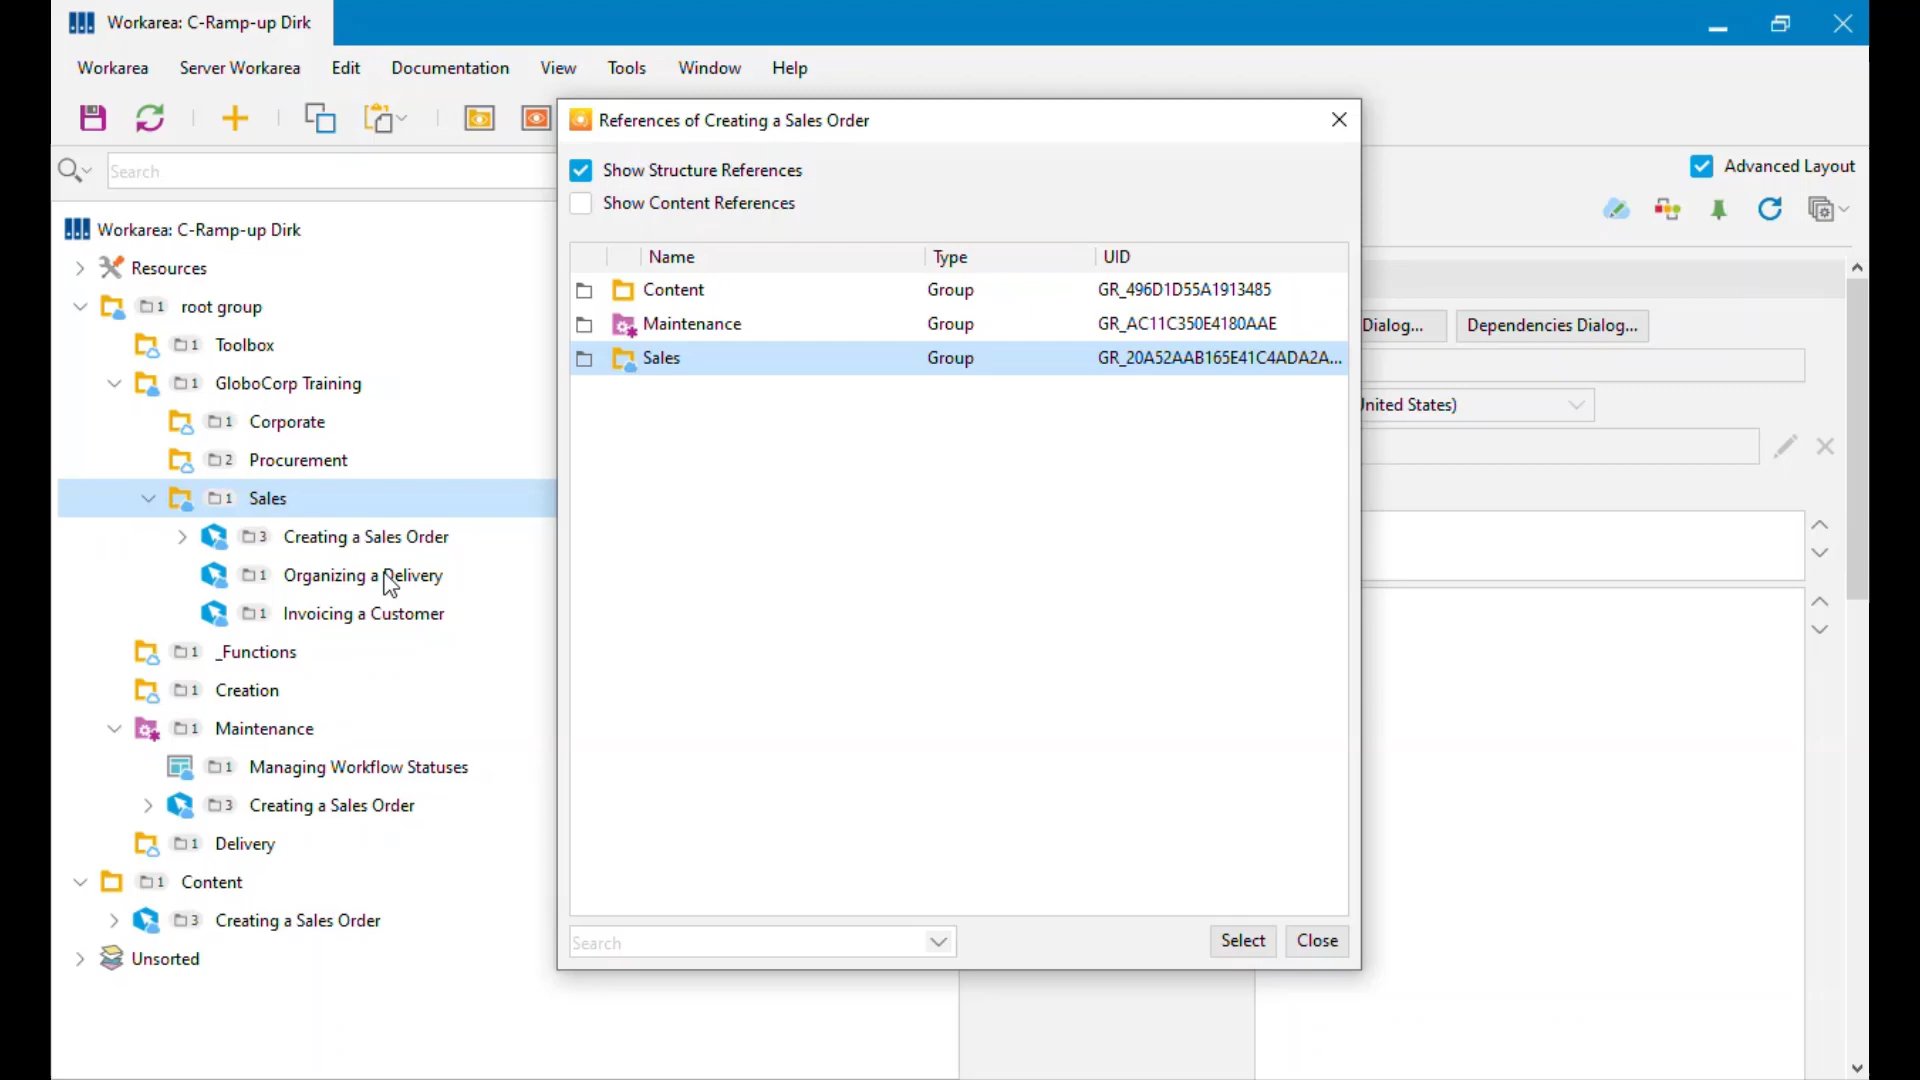 Workarea: C-Ramp-up Dirk
Workarea Server Workarea Edit Documentation View Tools Window Help
Search
Advanced Layout
Workarea: C-Ramp-up Dirk
Resources
1 root group
1 Toolbox
1 GloboCorp Training
1 Corporate
2 Procurement
1 Sales
3 Creating a Sales Order
1 Organizing a Delivery
1 Invoicing a Customer
1 _Functions
1 Creation
1 Maintenance
1 Managing Workflow Statuses
3 Creating a Sales Order
1 Delivery
1 Content
3 Creating a Sales Order
Unsorted
References of Creating a Sales Order
Show Structure References
Show Content References
Name Type UID
Content Group GR_496D1D55A1913485
Maintenance Group GR_AC11C350E4180AAE
Sales Group GR_20A52AAB165E41C4ADA2A...
Search
Select Close
Dialog... Dependencies Dialog...
United States)